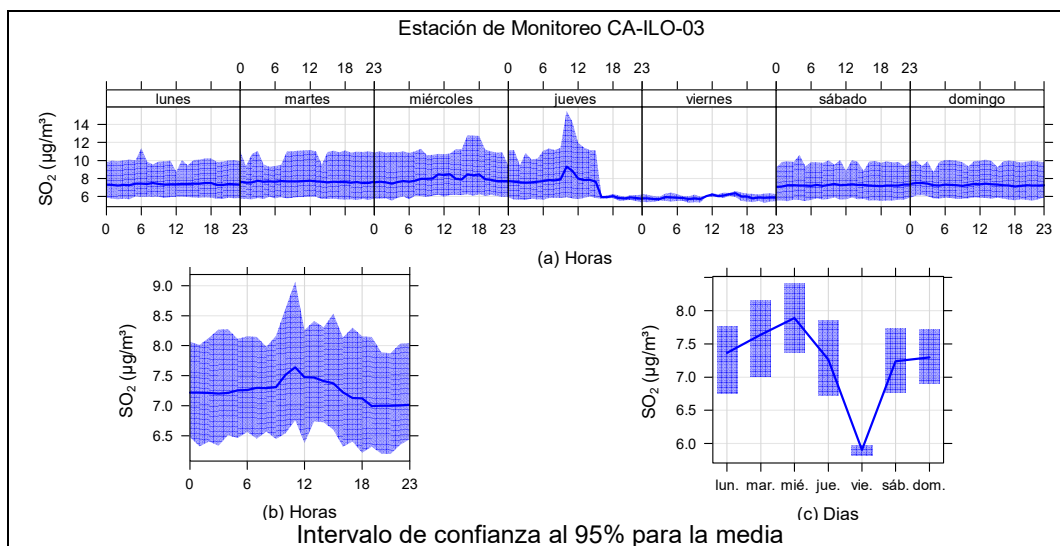 Estación de Monitoreo CA-ILO-03
0 6 12 18 23 0 6 12 18 23 0 6 12 18 23
lunes martes miércoles jueves viernes sábado domingo
SO₂ (µg/m³)
14
12
10
8
6
0 6 12 18 23 0 6 12 18 23 0 6 12 18 23 0 6 12 18 23
(a) Horas
SO₂ (µg/m³)
9.0
8.5
8.0
7.5
7.0
6.5
0 6 12 18 23
(b) Horas
SO₂ (µg/m³)
8.0
7.5
7.0
6.5
6.0
lun. mar. mié. jue. vie. sáb. dom.
(c) Dias
Intervalo de confianza al 95% para la media